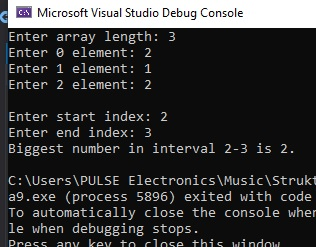 Microsoft Visual Studio Debug Console
Enter array length: 3
Enter 0 element: 2
Enter 1 element: 1
Enter 2 element: 2
Enter start index: 2
Enter end index: 3
Biggest number in interval 2-3 is 2.
C:\Users\PULSE Electronics\Music\Strukt
a9.exe (process 5896) exited with code
To automatically close the console when
le when debugging stops.
Press any key to close this window